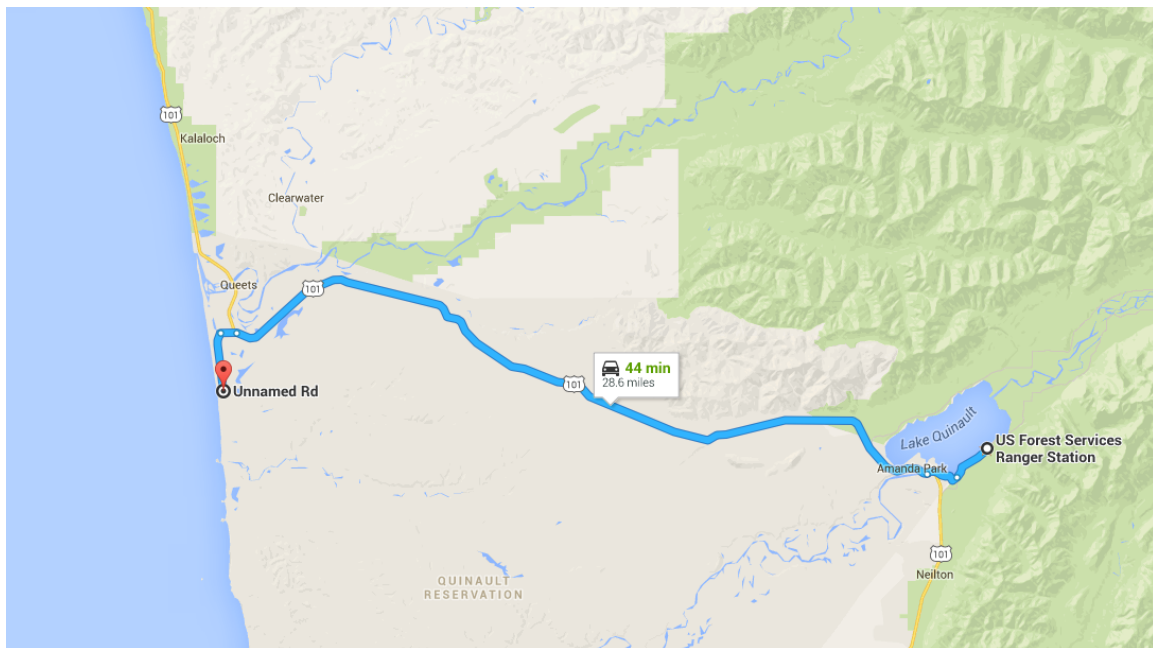 101
Kalaloch
Clearwater
Queets
101
Unnamed Rd
101
44 min
28.6 miles
Lake Quinault
US Forest Services
Ranger Station
Amanda Park
101
Neilton
QUINAULT
RESERVATION